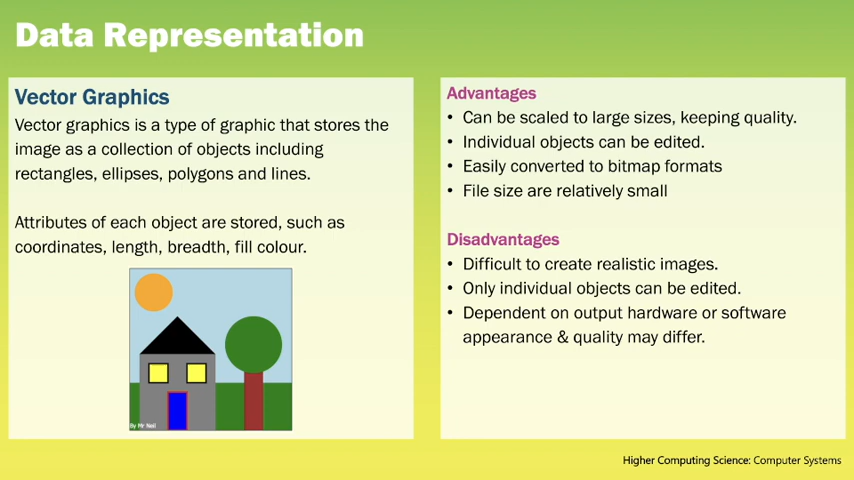 Data Representation
Vector Graphics
Vector graphics is a type of graphic that stores the
image as a collection of objects including
rectangles, ellipses, polygons and lines.
Attributes of each object are stored, such as
coordinates, length, breadth, fill colour.
By Mr Neil
Advantages
• Can be scaled to large sizes, keeping quality.
• Individual objects can be edited.
• Easily converted to bitmap formats
• File size are relatively small
Disadvantages
• Difficult to create realistic images.
• Only individual objects can be edited.
• Dependent on output hardware or software
appearance & quality may differ.
Higher Computing Science: Computer Systems